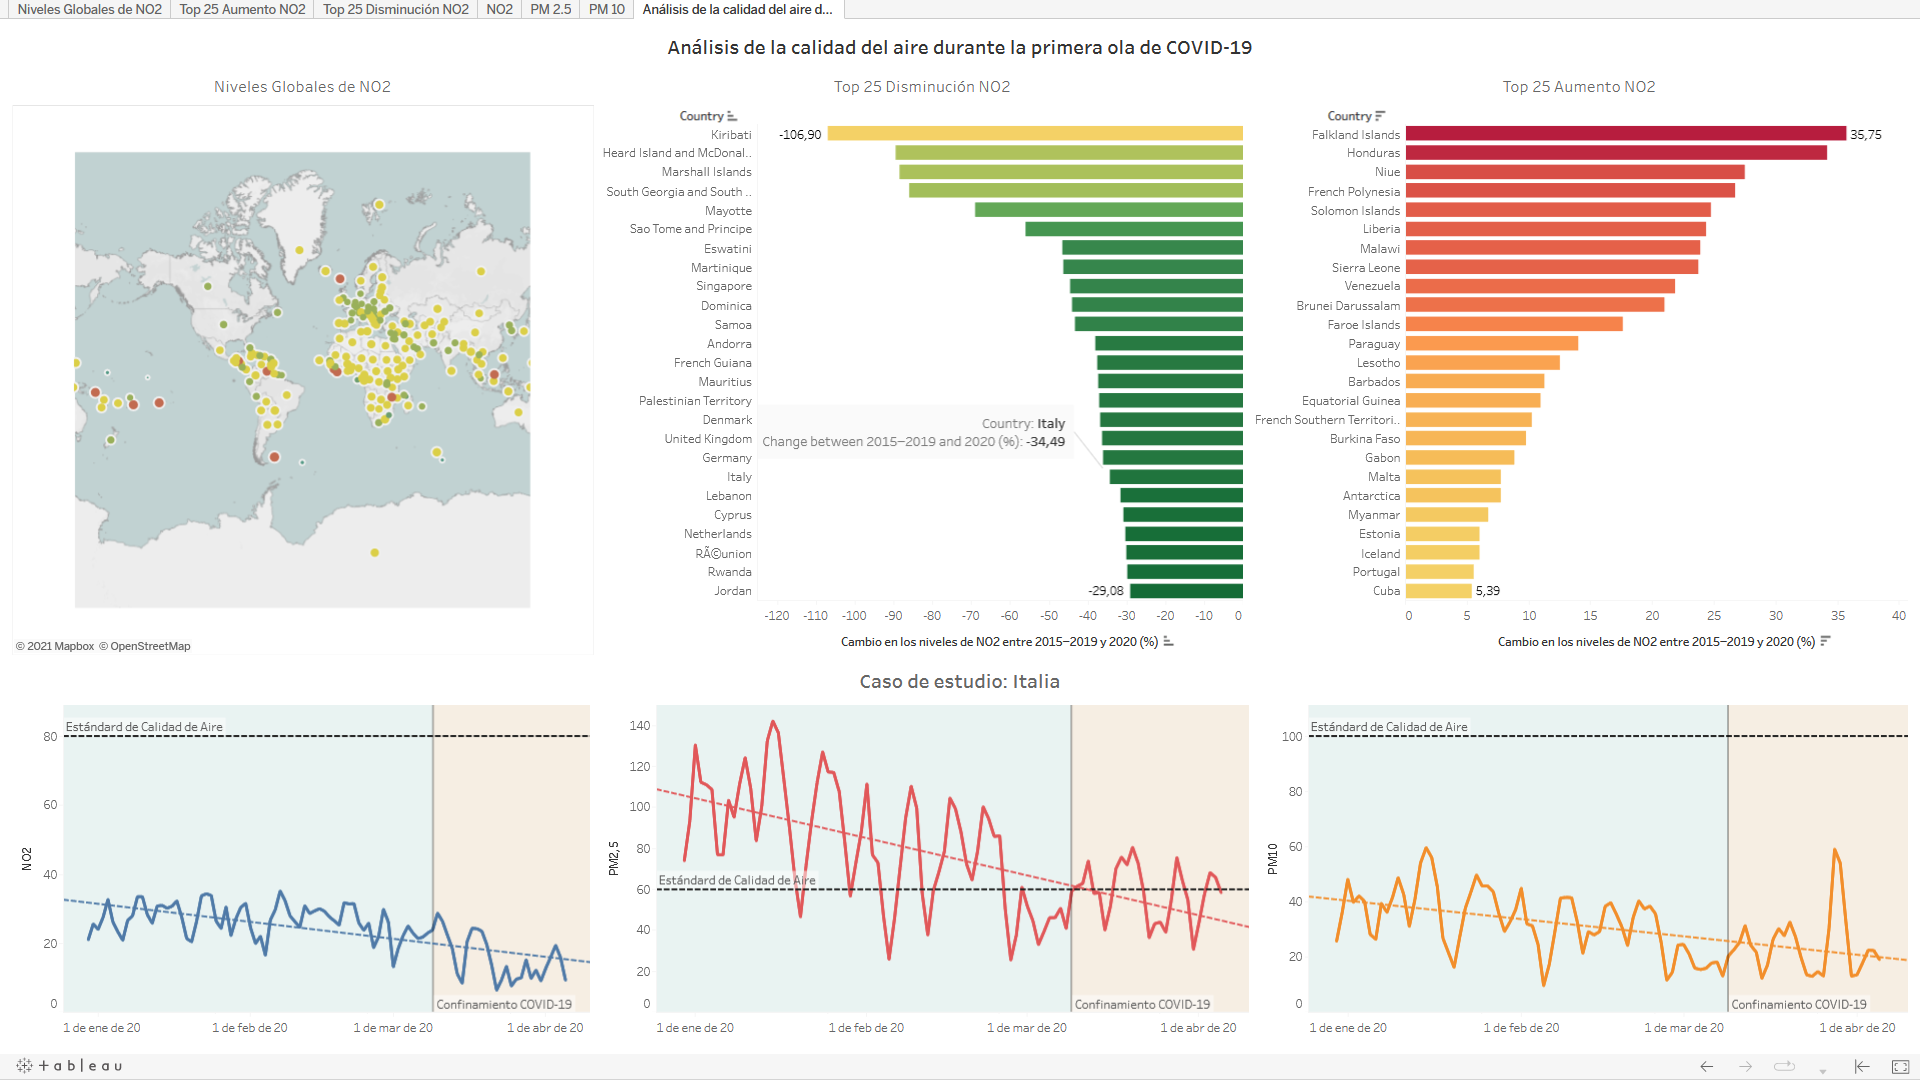 Niveles Globales de NO2
Top 25 Aumento NO2
Top 25 Disminución NO2
NO2
PM 2.5
PM 10
Análisis de la calidad del aire d...
Análisis de la calidad del aire durante la primera ola de COVID-19
Niveles Globales de NO2
© 2021 Mapbox © OpenStreetMap
Top 25 Disminución NO2
Country
Kiribati
-106,90
Heard Island and McDonal..
Marshall Islands
South Georgia and South ..
Mayotte
Sao Tome and Principe
Eswatini
Martinique
Singapore
Dominica
Samoa
Andorra
French Guiana
Mauritius
Palestinian Territory
Denmark
United Kingdom
Germany
Italy
Lebanon
Cyprus
Netherlands
RÃ©union
Rwanda
Jordan
-29,08
Country: Italy
Change between 2015–2019 and 2020 (%): -34,49
-120 -110 -100 -90 -80 -70 -60 -50 -40 -30 -20 -10 0
Cambio en los niveles de NO2 entre 2015–2019 y 2020 (%)
Top 25 Aumento NO2
Country
Falkland Islands
35,75
Honduras
Niue
French Polynesia
Solomon Islands
Liberia
Malawi
Sierra Leone
Venezuela
Brunei Darussalam
Faroe Islands
Paraguay
Lesotho
Barbados
Equatorial Guinea
French Southern Territori..
Burkina Faso
Gabon
Malta
Antarctica
Myanmar
Estonia
Iceland
Portugal
Cuba
5,39
0 5 10 15 20 25 30 35 40
Cambio en los niveles de NO2 entre 2015–2019 y 2020 (%)
Caso de estudio: Italia
Estándar de Calidad de Aire
80
60
40
20
0
NO2
Confinamiento COVID-19
1 de ene de 20 1 de feb de 20 1 de mar de 20 1 de abr de 20
140
120
100
80
60
40
20
0
PM2,5
Estándar de Calidad de Aire
Confinamiento COVID-19
1 de ene de 20 1 de feb de 20 1 de mar de 20 1 de abr de 20
Estándar de Calidad de Aire
100
80
60
40
20
0
PM10
Confinamiento COVID-19
1 de ene de 20 1 de feb de 20 1 de mar de 20 1 de abr de 20
+ a b | e a u